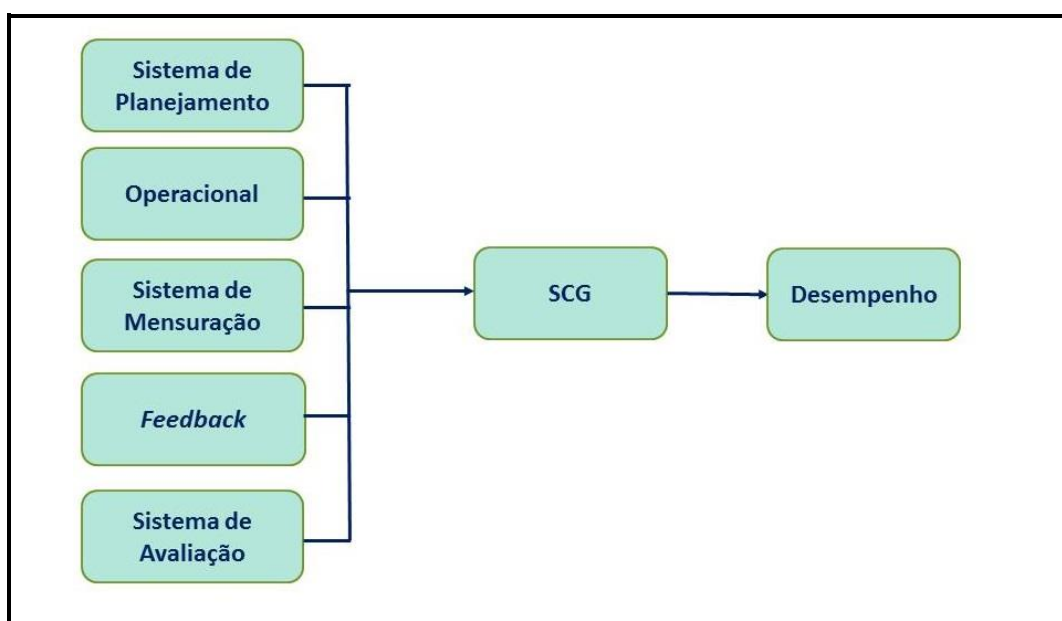 Sistema de
Planejamento
Operacional
Sistema de
Mensuração
Feedback
Sistema de
Avaliação
SCG
Desempenho